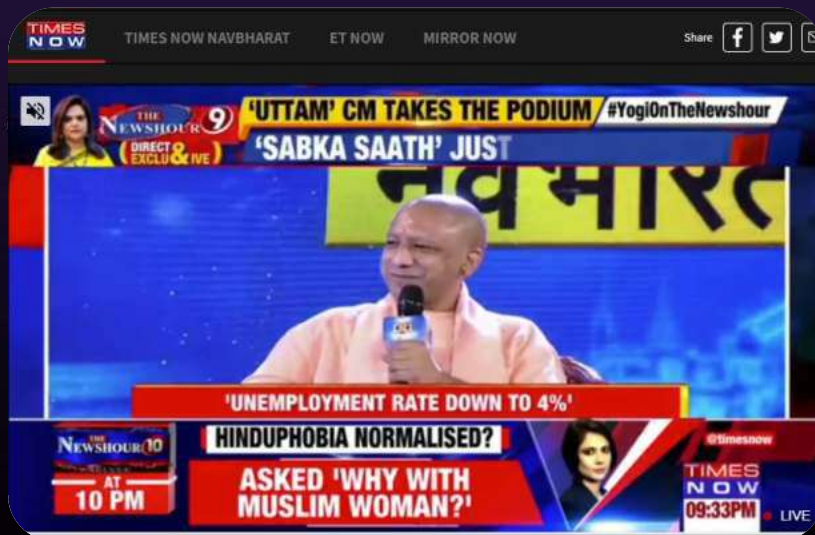 TIMES
NOW
TIMES NOW NAVBHARAT
ET NOW
MIRROR NOW
Share
THE
NEWSHOUR 9
DIRECT &
EXCLU IVE
'UTTAM' CM TAKES THE PODIUM
#YogiOnTheNewshour
'SABKA SAATH' JUST
नवभारत
'UNEMPLOYMENT RATE DOWN TO 4%'
THE
NEWSHOUR 10
AT
10 PM
HINDUPHOBIA NORMALISED?
ASKED 'WHY WITH
MUSLIM WOMAN?'
@timesnow
TIMES
NOW
09:33PM
LIVE